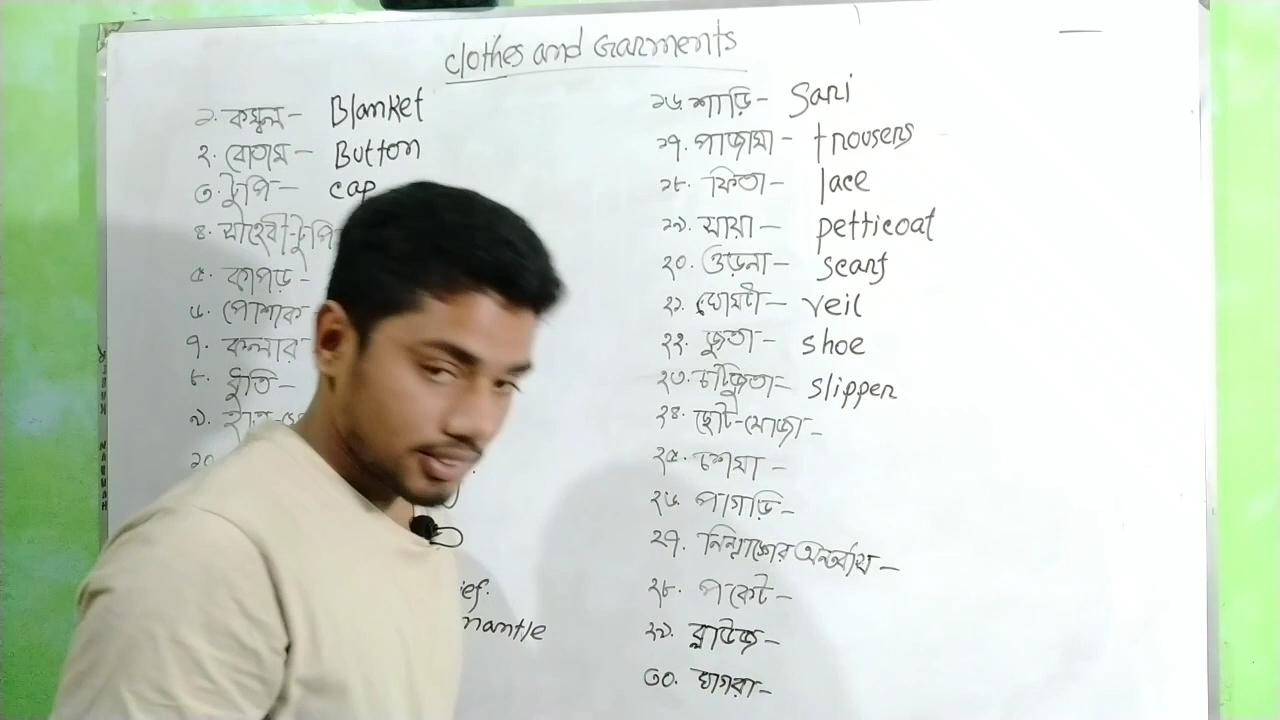 Clothes and Garments
১. কম্বল - Blanket
২. বোতাম - Button
৩. টুপি - cap
৪. সাহেবী-টুপি
৫. কাপড় -
৬. পোশাক
৭. কলার
৮. ধুতি -
৯. হাফ-
১০
ief.
mantle
১৬. শাড়ি - Sari
১৭. পাজামা - trousers
১৮. ফিতা - lace
১৯. সায়া - petticoat
২০. ওড়না - scarf
২১. ঘোমটা - veil
২২. জুতা - shoe
২৩. চটিজুতা - slipper
২৪. ছোট-মোজা -
২৫. চশমা -
২৬. পাগড়ি -
২৭. নিম্নাঙ্গের অন্তর্বাস -
২৮. পকেট -
২৯. ব্লাউজ -
৩০. ঘাগরা -